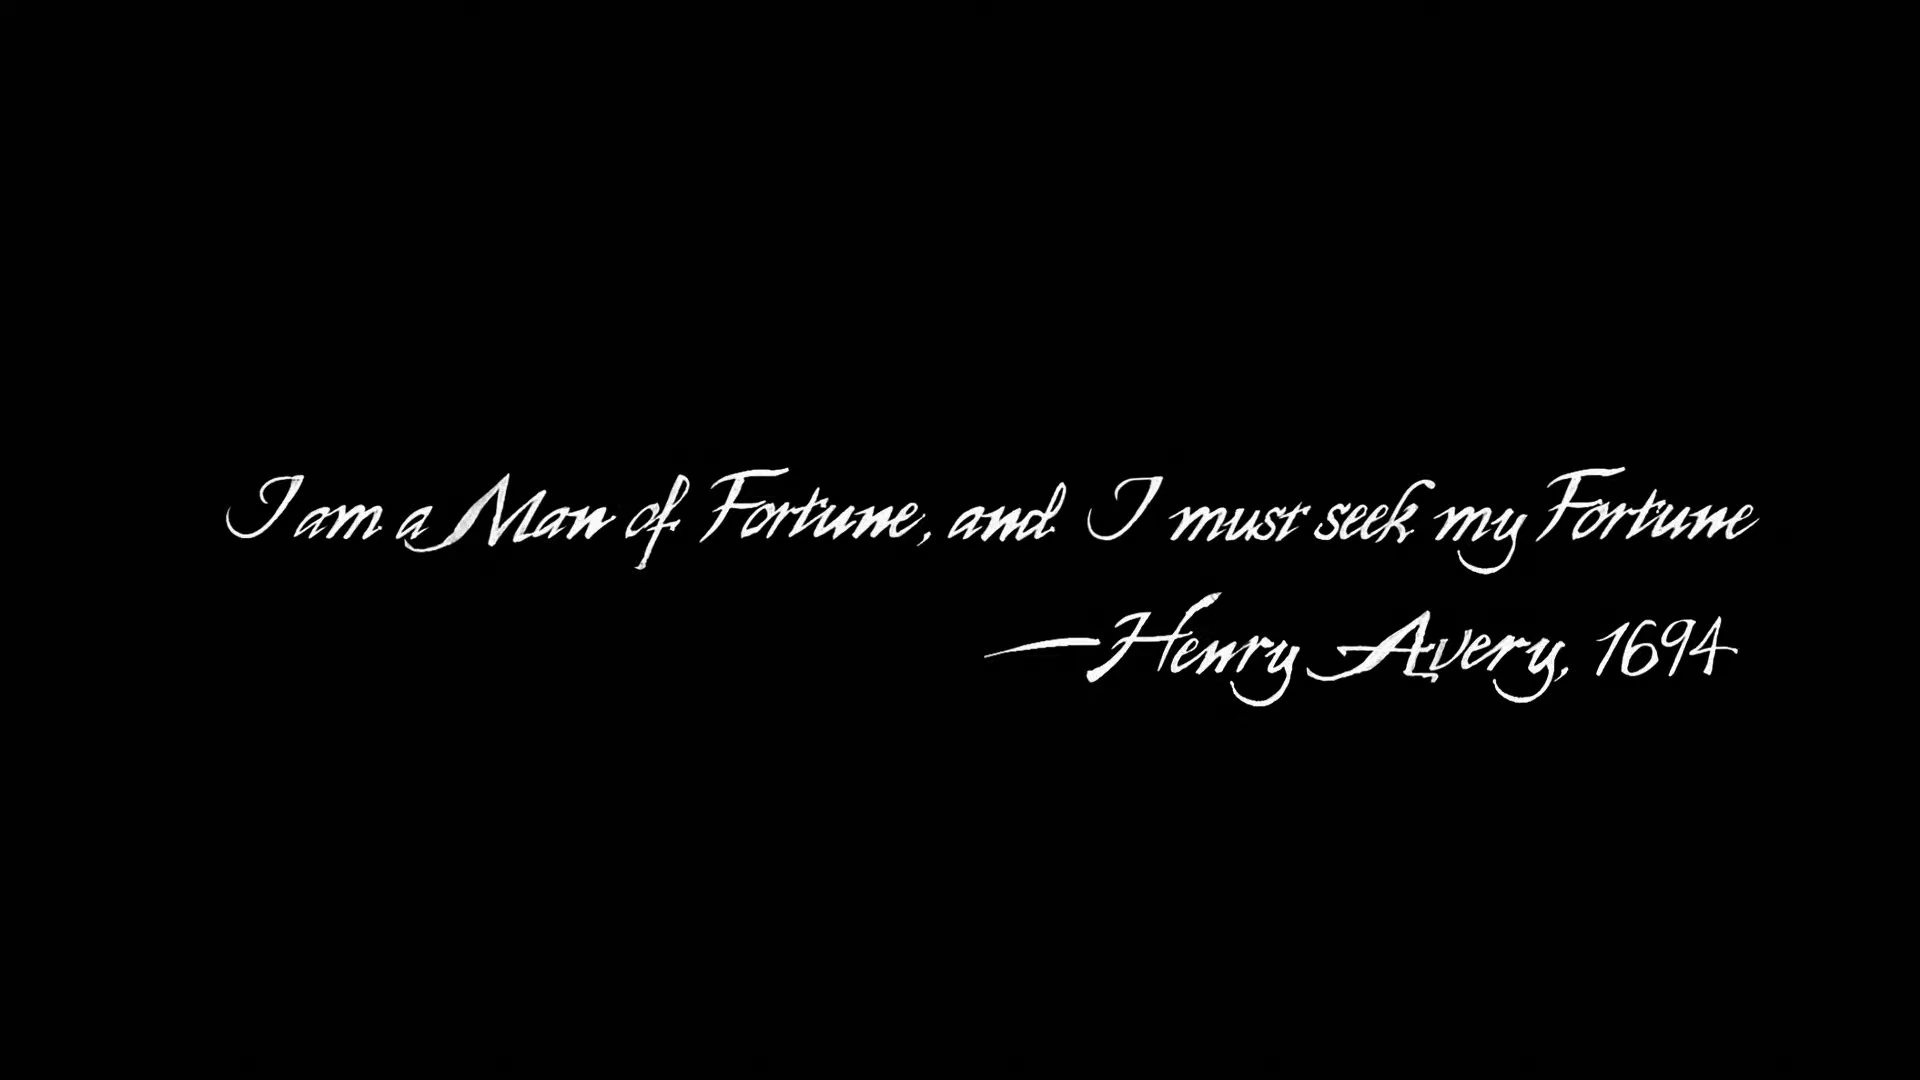 I am a Man of Fortune, and I must seek my Fortune
—Henry Avery, 1694